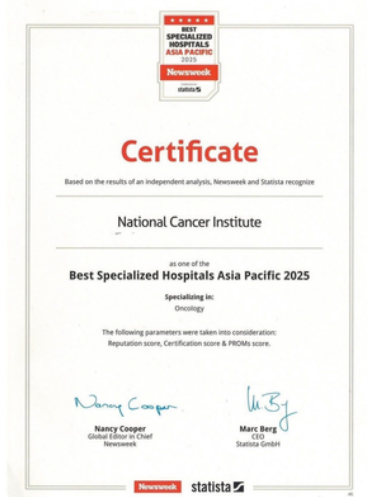 BEST
SPECIALIZED
HOSPITALS
ASIA PACIFIC
2025
Newsweek
statista
Certificate
Based on the results of an independent analysis, Newsweek and Statista recognize
National Cancer Institute
as one of the
Best Specialized Hospitals Asia Pacific 2025
Specializing in:
Oncology
The following parameters were taken into consideration:
Reputation score, Certification score & PROMs score.
Nancy Cooper
Nancy Cooper
Global Editor in Chief
Newsweek
Marc Berg
CEO
Statista GmbH
Newsweek statista